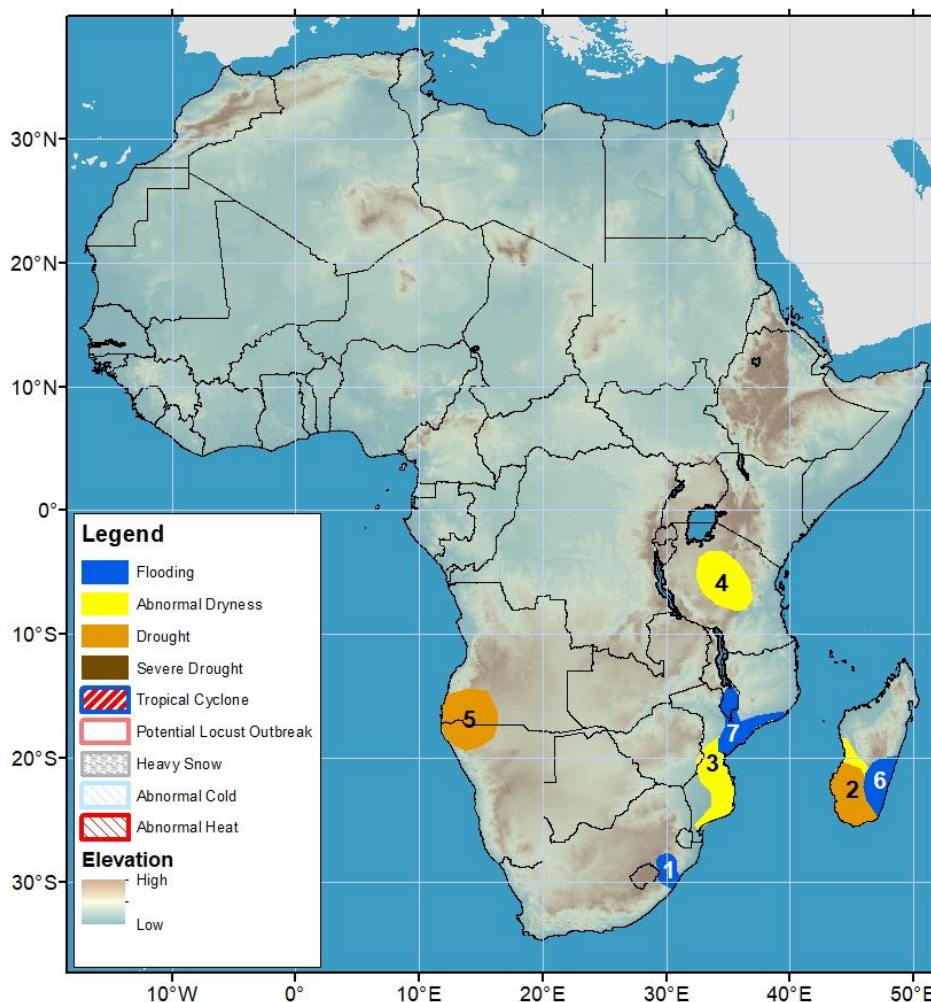 30°N
20°N
10°N
0°
10°S
20°S
30°S
Legend
Flooding
Abnormal Dryness
Drought
Severe Drought
Tropical Cyclone
Potential Locust Outbreak
Heavy Snow
Abnormal Cold
Abnormal Heat
Elevation
High
Low
4
5
7
3
2
6
1
10°W
0°
10°E
20°E
30°E
40°E
50°E